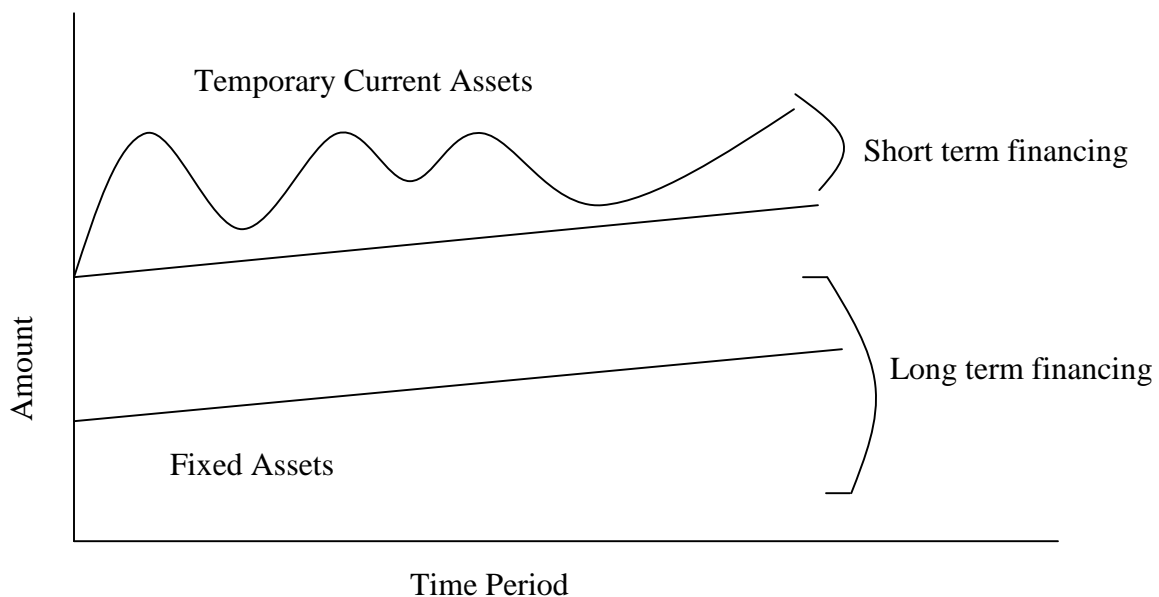 Temporary Current Assets
Short term financing
Long term financing
Amount
Fixed Assets
Time Period